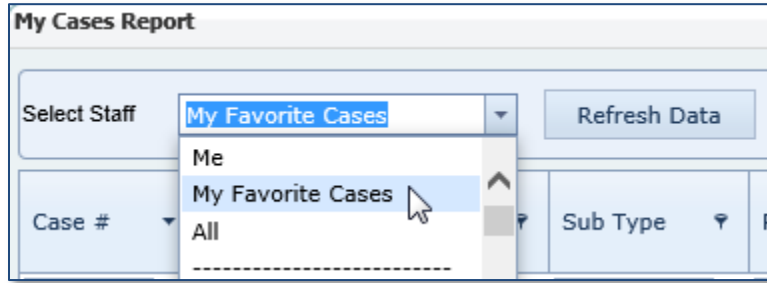 My Cases Report
Select Staff My Favorite Cases Refresh Data
Me
My Favorite Cases
All
--------------------------
Case # Sub Type